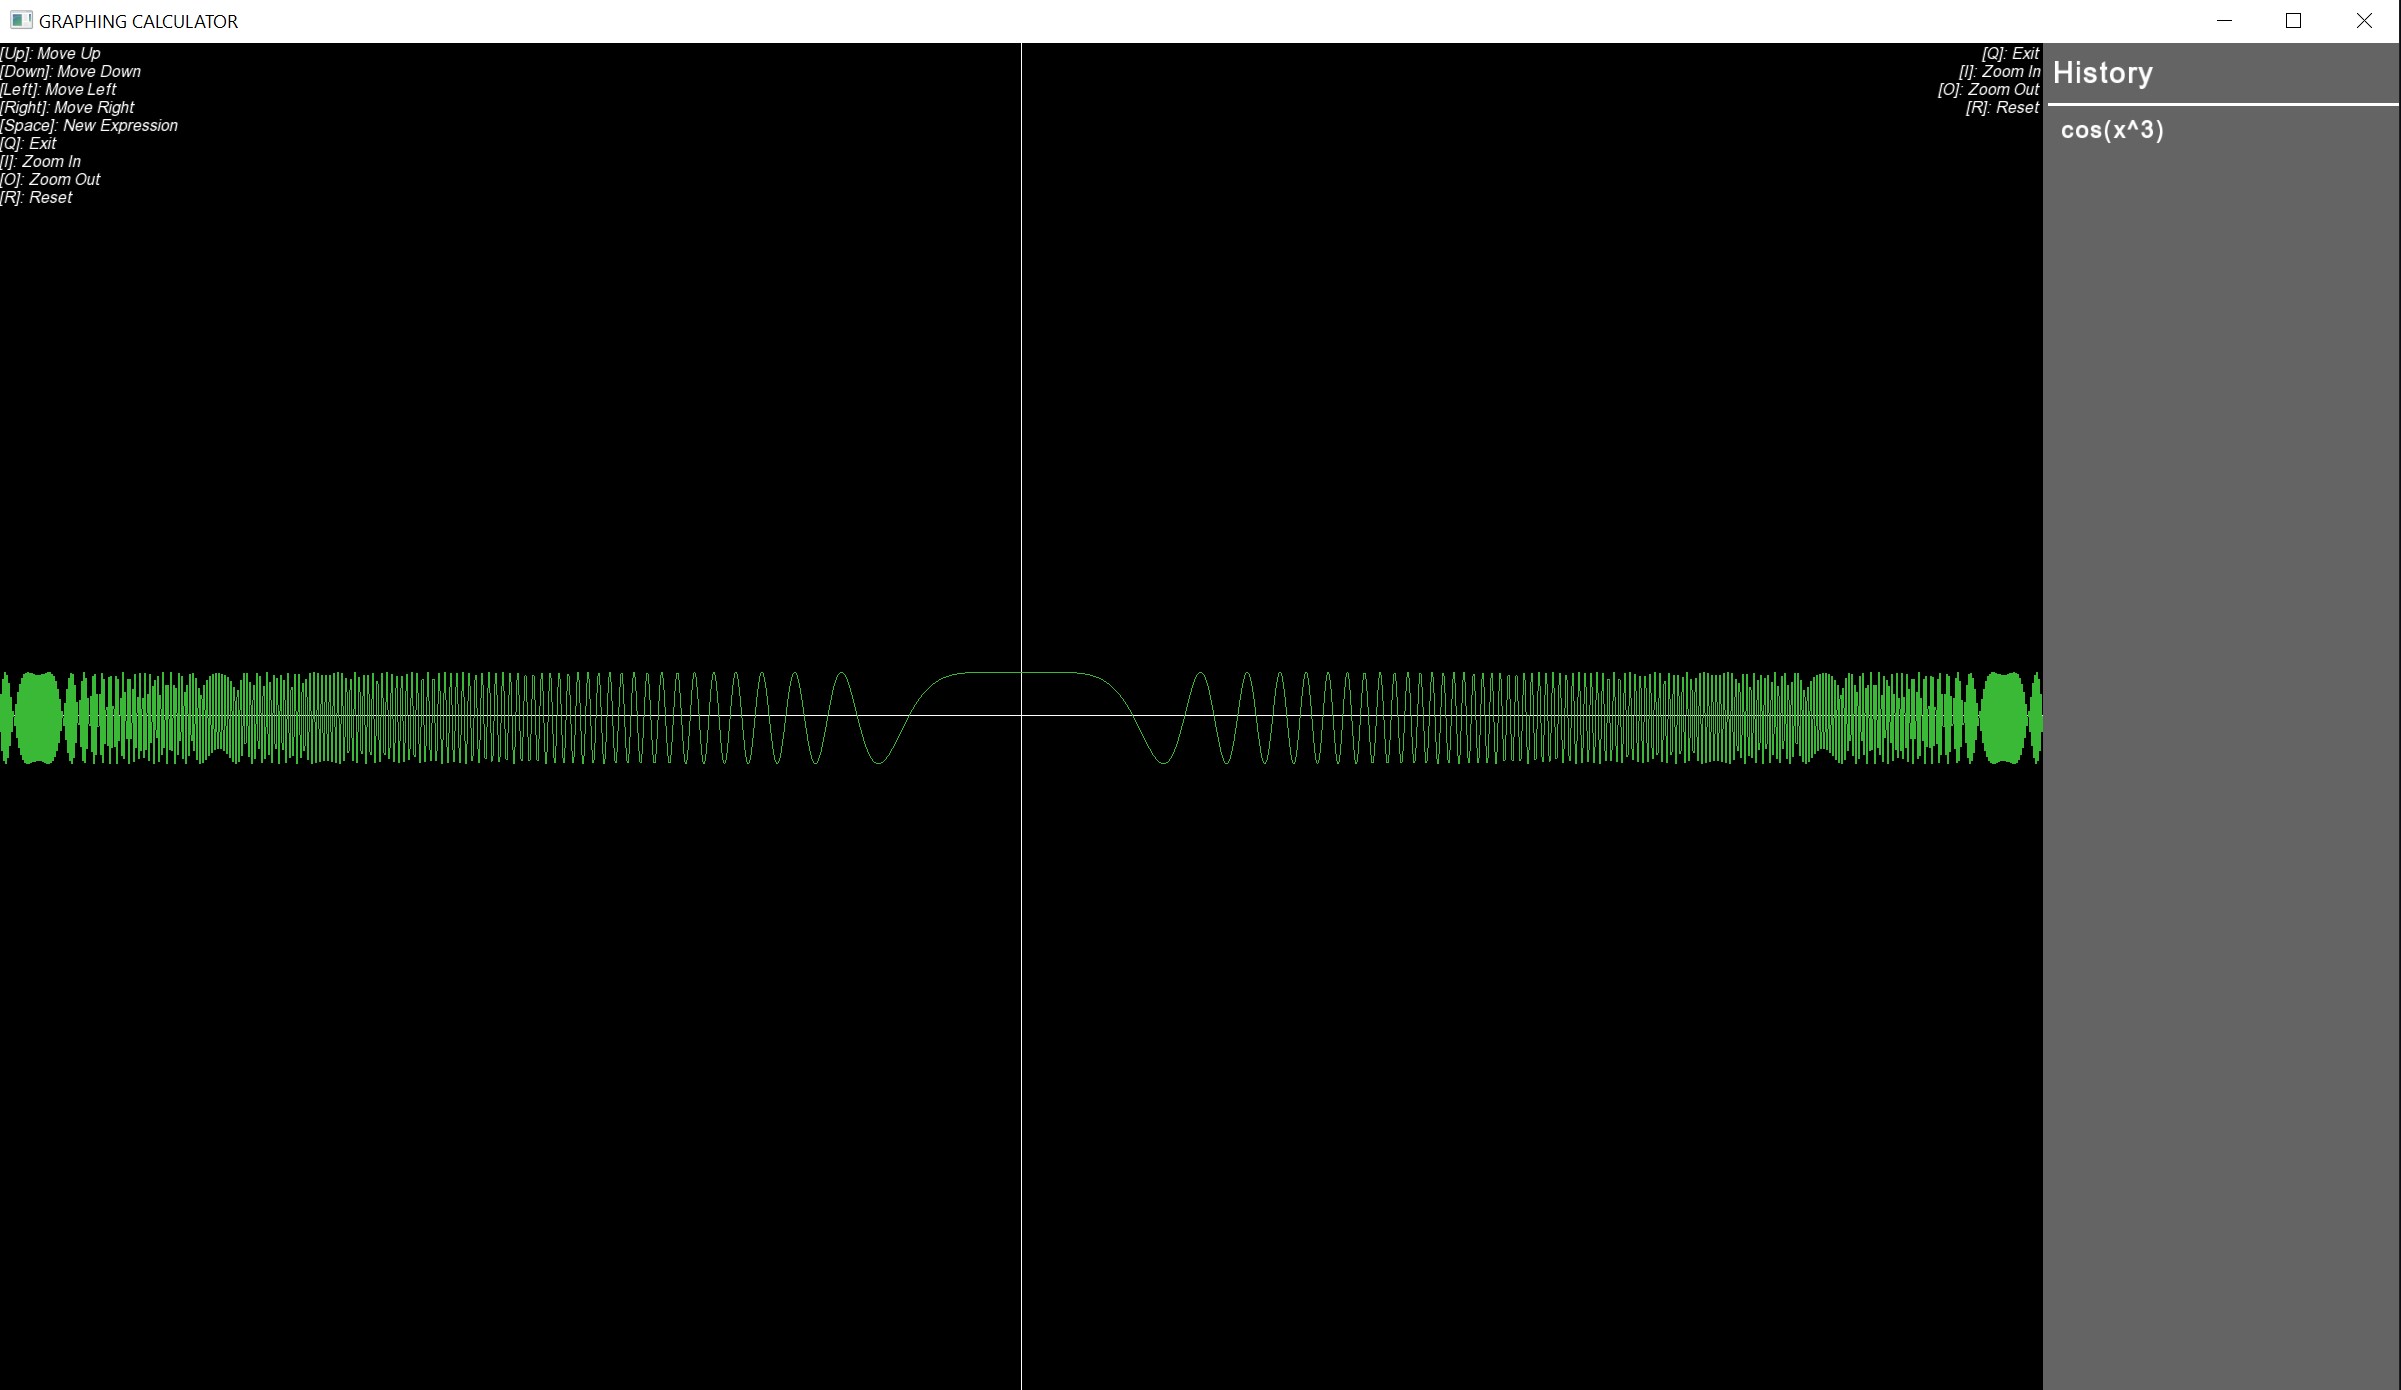 GRAPHING CALCULATOR
[Up]: Move Up
[Down]: Move Down
[Left]: Move Left
[Right]: Move Right
[Space]: New Expression
[Q]: Exit
[I]: Zoom In
[O]: Zoom Out
[R]: Reset
[Q]: Exit
[I]: Zoom In
[O]: Zoom Out
[R]: Reset
History
cos(x^3)